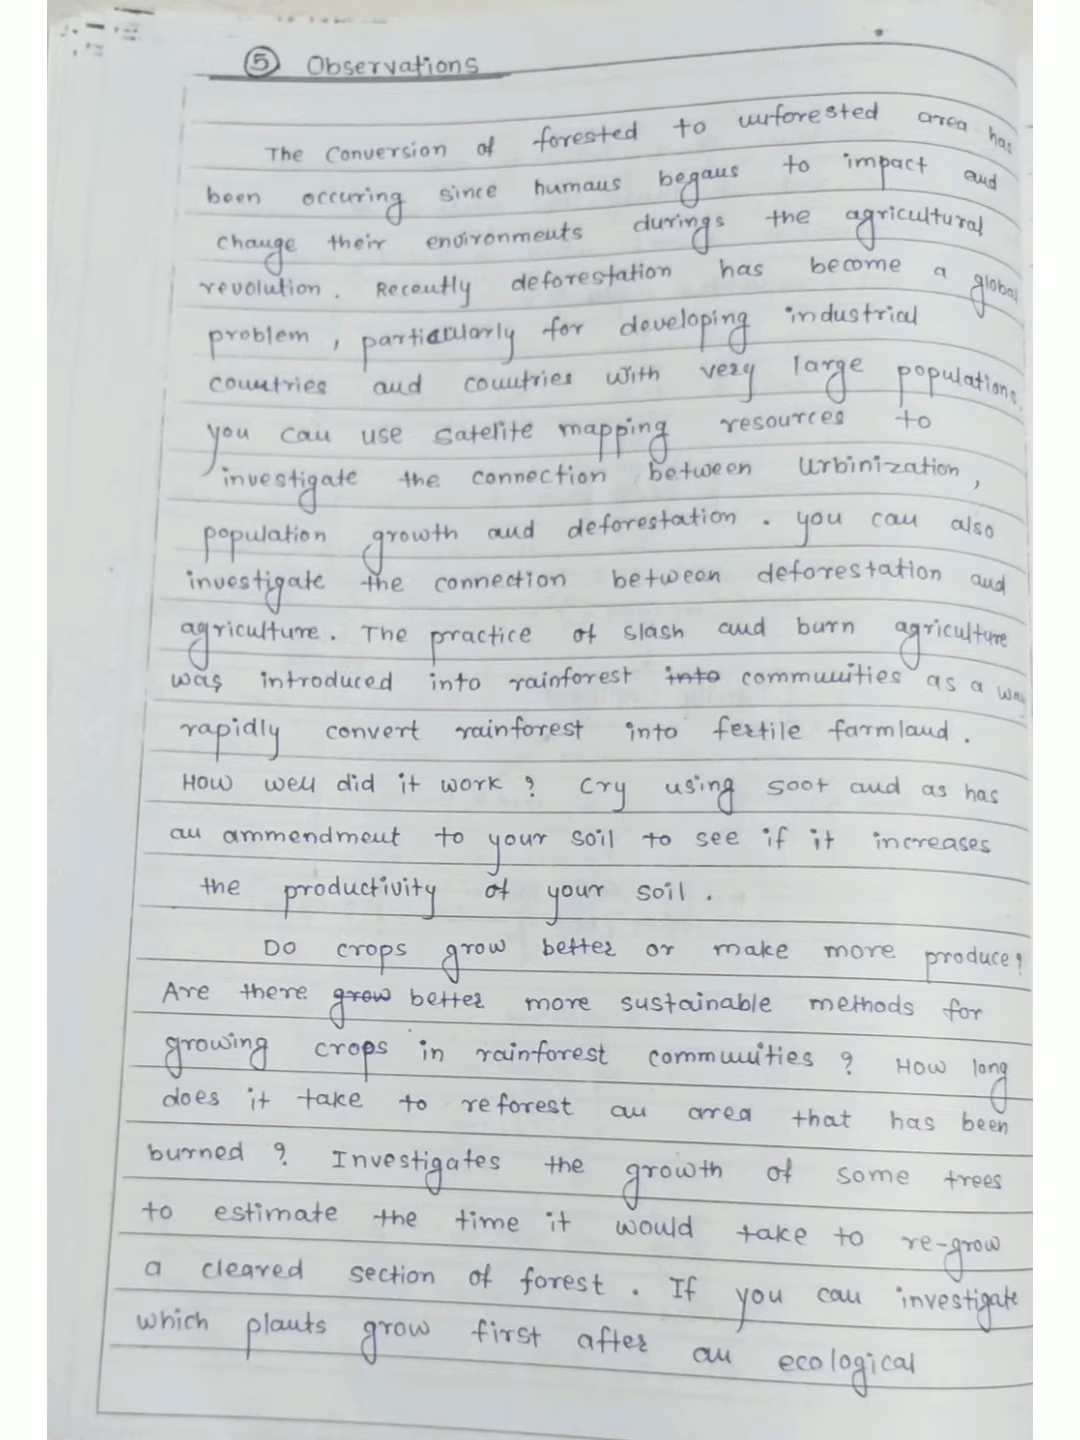 ⑤ Observations
The Conversion of forested to unforested area has
been occuring since humans begans to impact and
change their environments durings the agricultural
revolution. Recently deforestation has become a global
problem, particularly for developing industrial
countries and countries with very large populations.
you can use satelite mapping resources to
investigate the connection between Urbinization,
population growth and deforestation. you can also
investigate the connection between deforestation and
agriculture. The practice of slash and burn agriculture
was introduced into rainforest into communities as a way
rapidly convert rainforest into fertile farmland.
How well did it work? Cry using soot and as has
an ammendment to your soil to see if it increases
the productivity of your soil.
Do crops grow better or make more produce?
Are there grow better more sustainable methods for
growing crops in rainforest communities? How long
does it take to reforest an area that has been
burned? Investigates the growth of some trees
to estimate the time it would take to re-grow
a cleared section of forest. If you can investigate
which plants grow first after an ecological